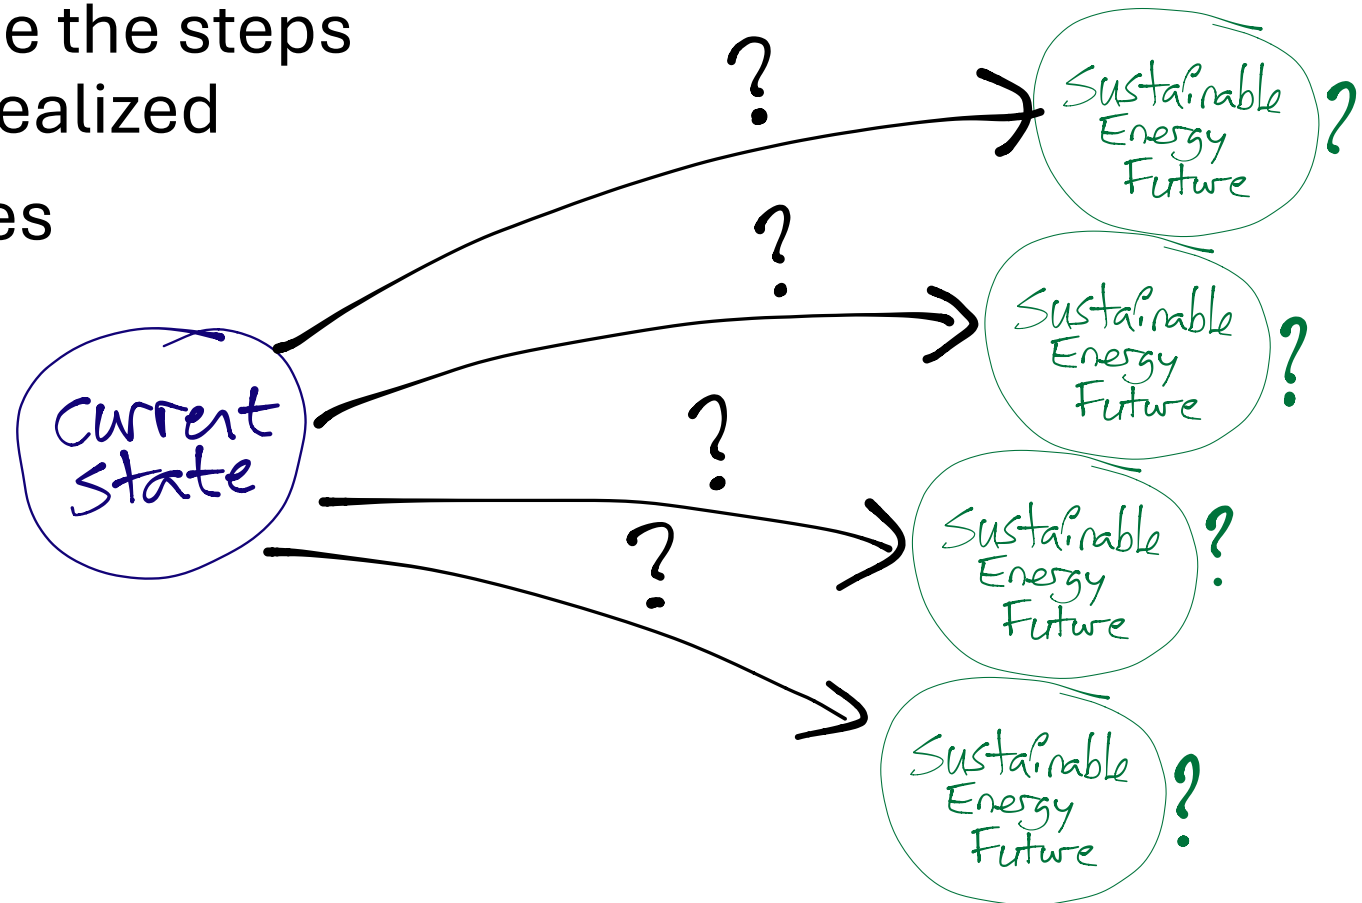 e the steps
ealized
es
?
Sustainable
Energy
Future
?
?
Sustainable
Energy
Future
?
Current
state
?
Sustainable
Energy
Future
?
?
Sustainable
Energy
Future
?